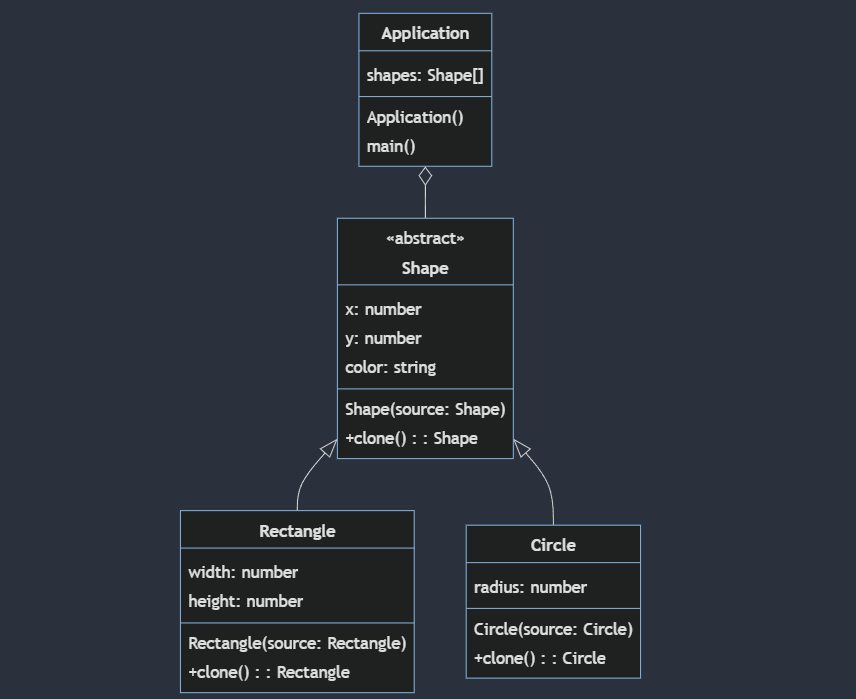 Application
shapes: Shape[]
Application()
main()
«abstract»
Shape
x: number
y: number
color: string
Shape(source: Shape)
+clone() : : Shape
Rectangle
width: number
height: number
Rectangle(source: Rectangle)
+clone() : : Rectangle
Circle
radius: number
Circle(source: Circle)
+clone() : : Circle